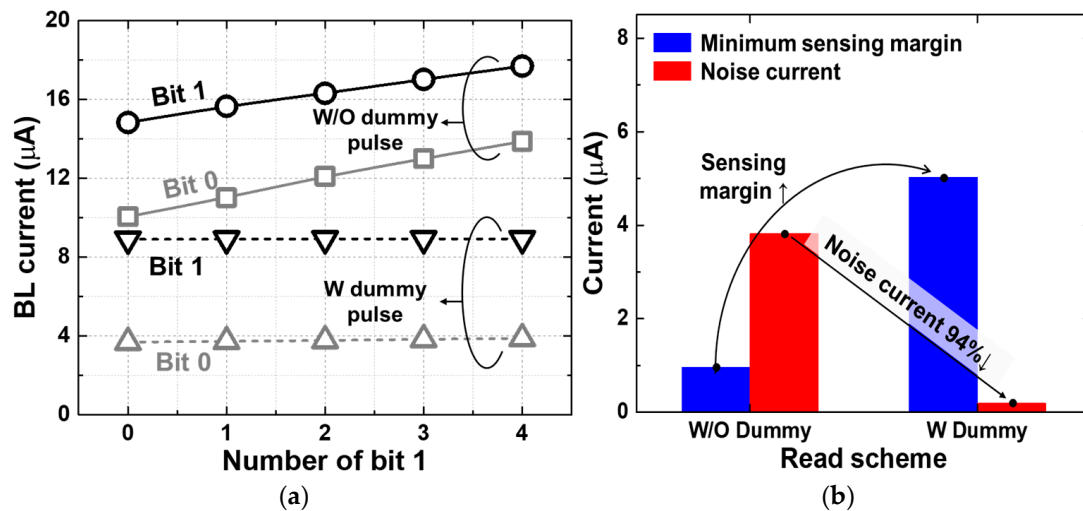 20
16
12
8
4
0
BL current (μA)
Bit 1
W/O dummy
pulse
Bit 0
Bit 1
W dummy
pulse
Bit 0
0 1 2 3 4
Number of bit 1
(a)
8
6
4
2
0
Current (μA)
Minimum sensing margin
Noise current
Sensing
margin ↑
Noise current 94%↓
W/O Dummy W Dummy
Read scheme
(b)